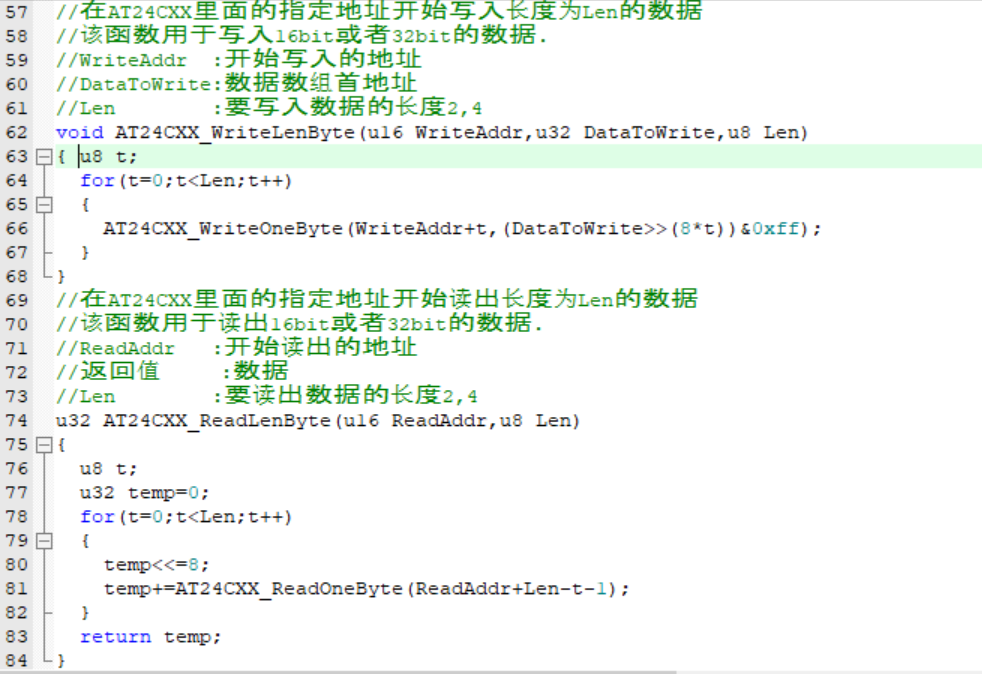 57 //在AT24CXX里面的指定地址开始写入长度为Len的数据
58 //该函数用于写入16bit或者32bit的数据.
59 //WriteAddr  :开始写入的地址
60 //DataToWrite:数据数组首地址
61 //Len        :要写入数据的长度2,4
62 void AT24CXX_WriteLenByte(u16 WriteAddr,u32 DataToWrite,u8 Len)
63 { u8 t;
64   for(t=0;t<Len;t++)
65   {
66     AT24CXX_WriteOneByte(WriteAddr+t,(DataToWrite>>(8*t))&0xff);
67   }
68 }
69 //在AT24CXX里面的指定地址开始读出长度为Len的数据
70 //该函数用于读出16bit或者32bit的数据.
71 //ReadAddr   :开始读出的地址
72 //返回值     :数据
73 //Len        :要读出数据的长度2,4
74 u32 AT24CXX_ReadLenByte(u16 ReadAddr,u8 Len)
75 {
76   u8 t;
77   u32 temp=0;
78   for(t=0;t<Len;t++)
79   {
80     temp<<=8;
81     temp+=AT24CXX_ReadOneByte(ReadAddr+Len-t-1);
82   }
83   return temp;
84 }